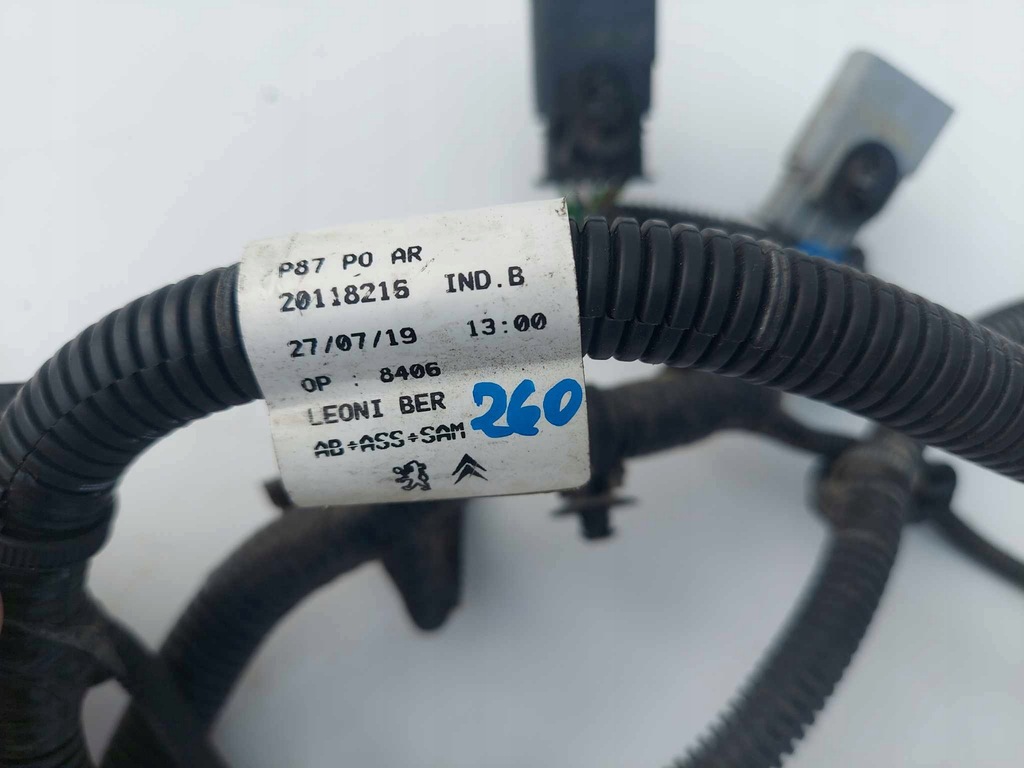 P87 PO AR
20118216 IND.B
27/07/19 13:00
OP : 8406
LEONI BER 260
AB÷ASS÷SAM